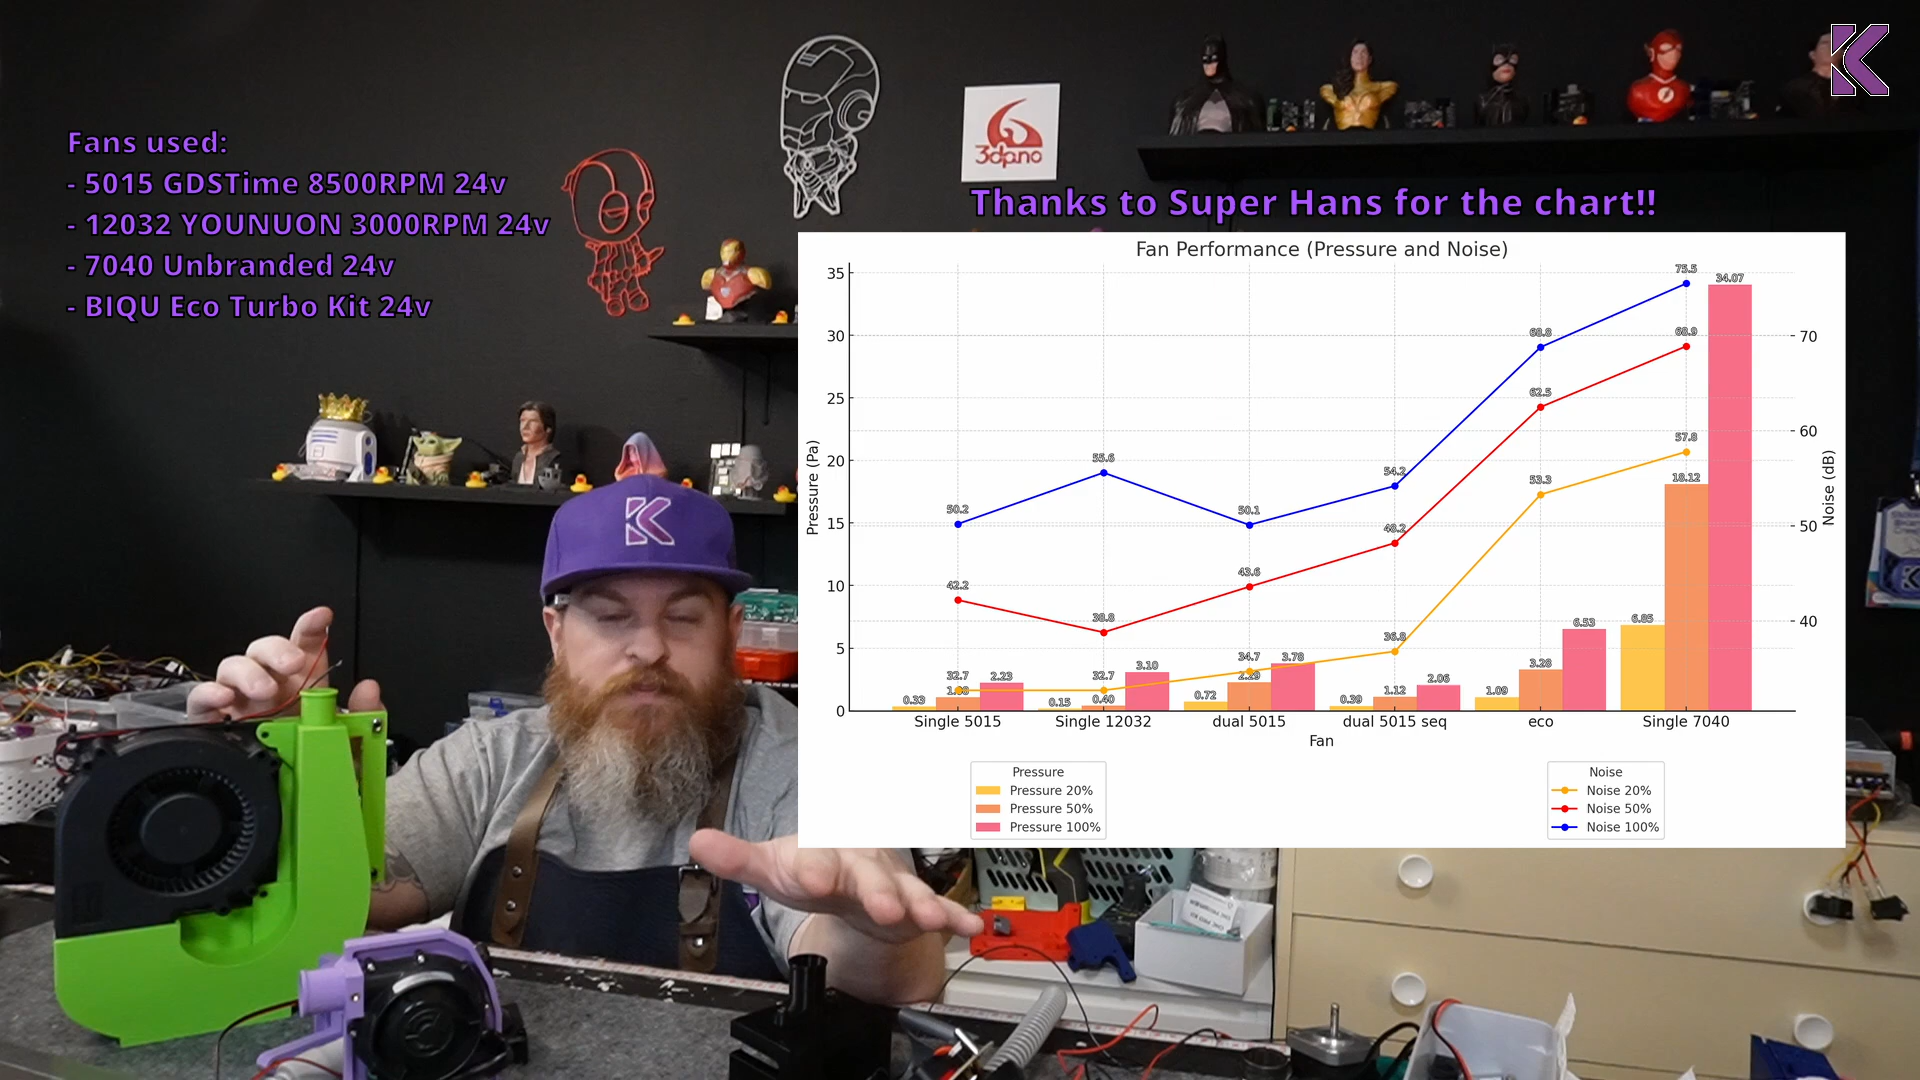 Fans used:
- 5015 GDSTime 8500RPM 24v
- 12032 YOUNUON 3000RPM 24v
- 7040 Unbranded 24v
- BIQU Eco Turbo Kit 24v
3dp.no
Thanks to Super Hans for the chart!!
Fan Performance (Pressure and Noise)
Pressure (Pa)
35
30
25
20
15
10
5
0
Noise (dB)
70
60
50
40
50.2
55.6
50.1
54.2
68.8
75.5
42.2
38.8
43.6
48.2
62.5
68.9
32.7
32.7
34.7
36.8
53.3
57.8
0.33
2.23
0.15
0.40
3.10
0.72
2.29
3.78
0.39
1.12
2.06
1.09
3.28
6.53
6.85
18.12
34.07
Single 5015
Single 12032
dual 5015
dual 5015 seq
eco
Single 7040
Fan
Pressure
Pressure 20%
Pressure 50%
Pressure 100%
Noise
Noise 20%
Noise 50%
Noise 100%